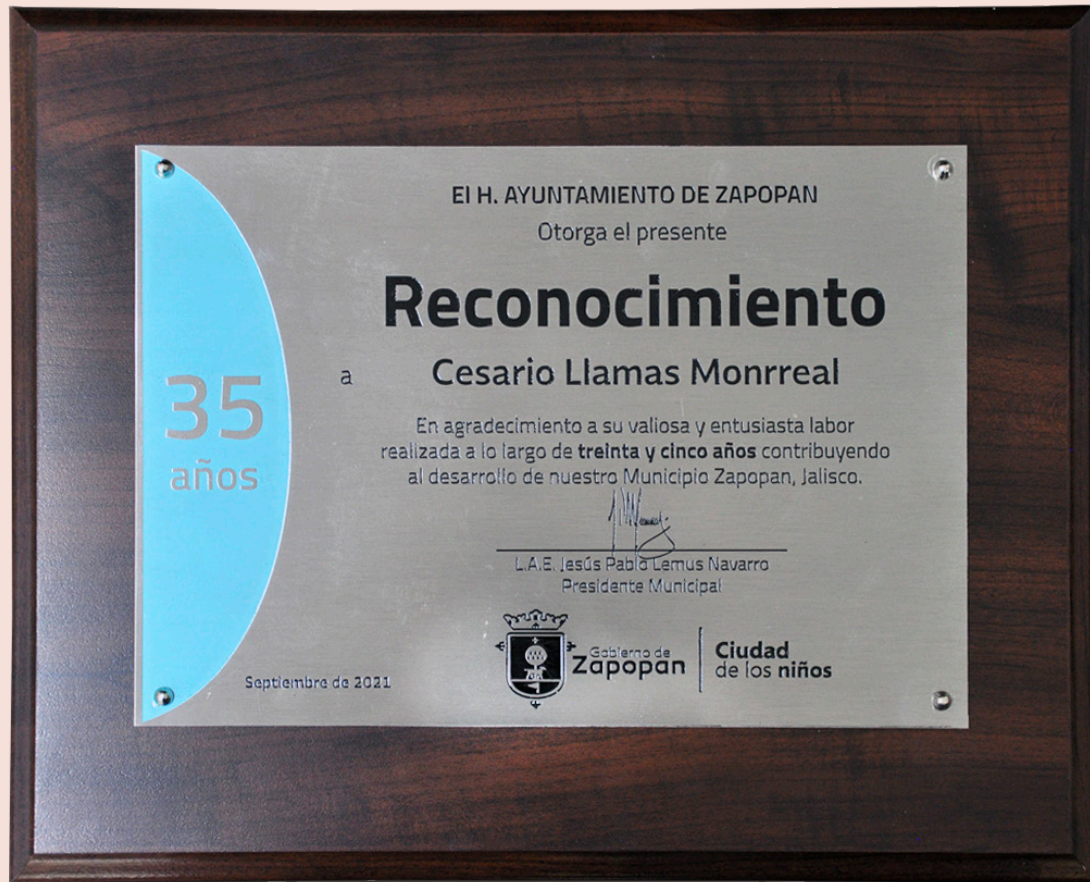 El H. AYUNTAMIENTO DE ZAPOPAN
Otorga el presente
Reconocimiento
a Cesario Llamas Monrreal
35
años
En agradecimiento a su valiosa y entusiasta labor
realizada a lo largo de treinta y cinco años contribuyendo
al desarrollo de nuestro Municipio Zapopan, Jalisco.
L.A.E. Jesús Pablo Lemus Navarro
Presidente Municipal
Septiembre de 2021
Gobierno de
Zapopan
Ciudad
de los niños